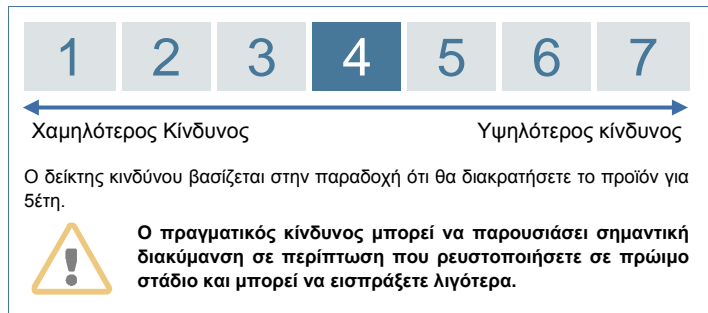 1 2 3 4 5 6 7
Χαμηλότερος Κίνδυνος Υψηλότερος κίνδυνος
Ο δείκτης κινδύνου βασίζεται στην παραδοχή ότι θα διακρατήσετε το προϊόν για
5έτη.
Ο πραγματικός κίνδυνος μπορεί να παρουσιάσει σημαντική
διακύμανση σε περίπτωση που ρευστοποιήσετε σε πρώιμο
στάδιο και μπορεί να εισπράξετε λιγότερα.